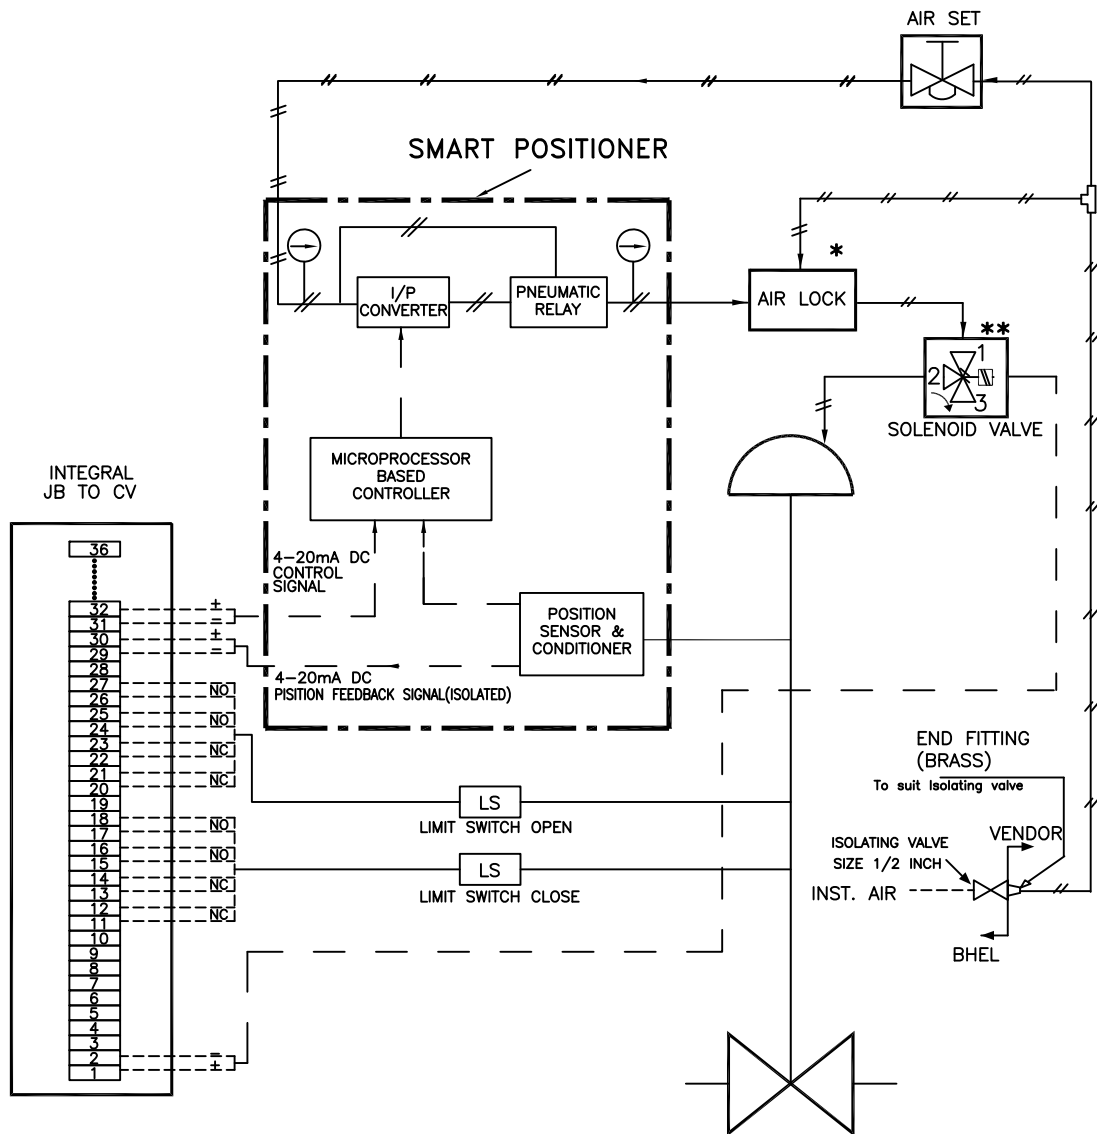 AIR SET
SMART POSITIONER
*
I/P
CONVERTER
PNEUMATIC
RELAY
AIR LOCK
**
1
2
3
SOLENOID VALVE
MICROPROCESSOR
BASED
CONTROLLER
INTEGRAL
JB TO CV
4-20mA DC
CONTROL
SIGNAL
POSITION
SENSOR &
CONDITIONER
4-20mA DC
PISITION FEEDBACK SIGNAL(ISOLATED)
36
32 +
31 -
30 +
29 -
28
27 NO
26
25 NO
24
23 NC
22
21 NC
20
19
18 NO
17
16 NO
15
14 NC
13
12 NC
11
10
9
8
7
6
5
4
3
2 -
1 +
LS
LIMIT SWITCH OPEN
LS
LIMIT SWITCH CLOSE
END FITTING
(BRASS)
To suit Isolating valve
VENDOR
ISOLATING VALVE
SIZE 1/2 INCH
INST. AIR
BHEL